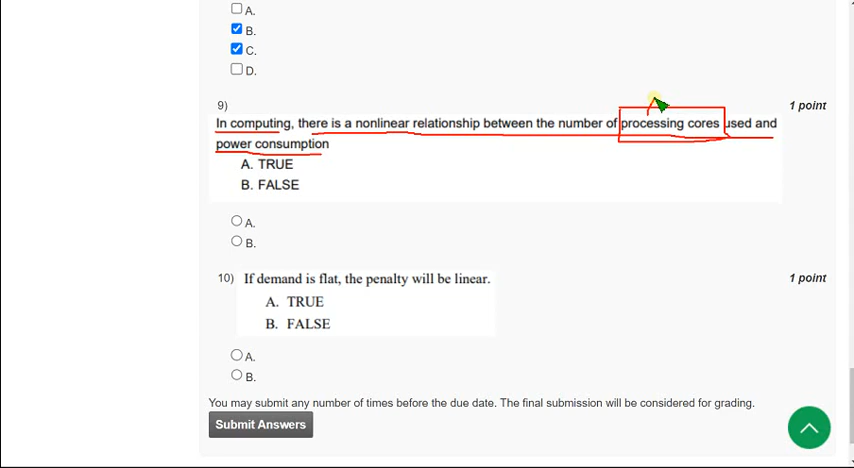 A.
B.
C.
D.
9)
1 point
In computing, there is a nonlinear relationship between the number of processing cores used and
power consumption
A. TRUE
B. FALSE
A.
B.
10) If demand is flat, the penalty will be linear.
1 point
A. TRUE
B. FALSE
A.
B.
You may submit any number of times before the due date. The final submission will be considered for grading.
Submit Answers